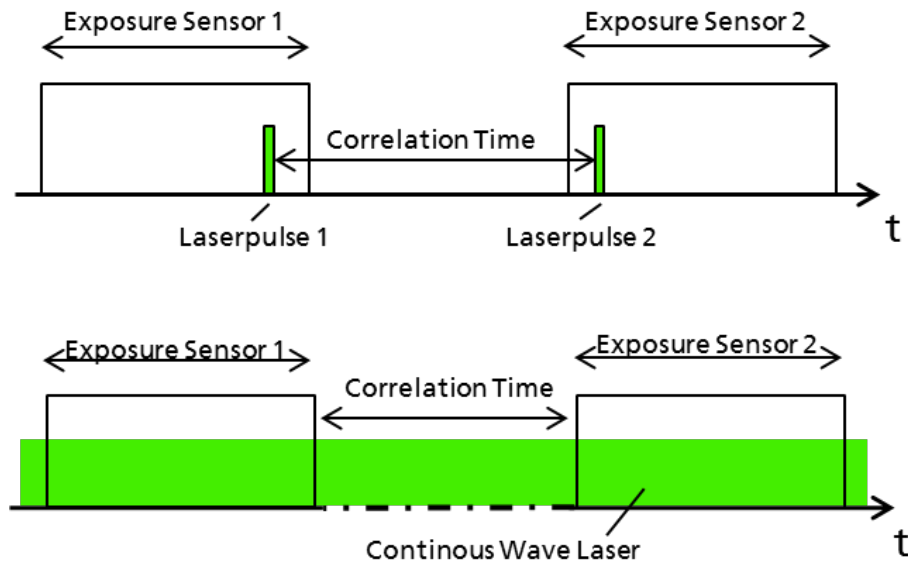 Exposure Sensor 1
Exposure Sensor 2
Correlation Time
Laserpulse 1
Laserpulse 2
t
Exposure Sensor 1
Exposure Sensor 2
Correlation Time
Continous Wave Laser
t